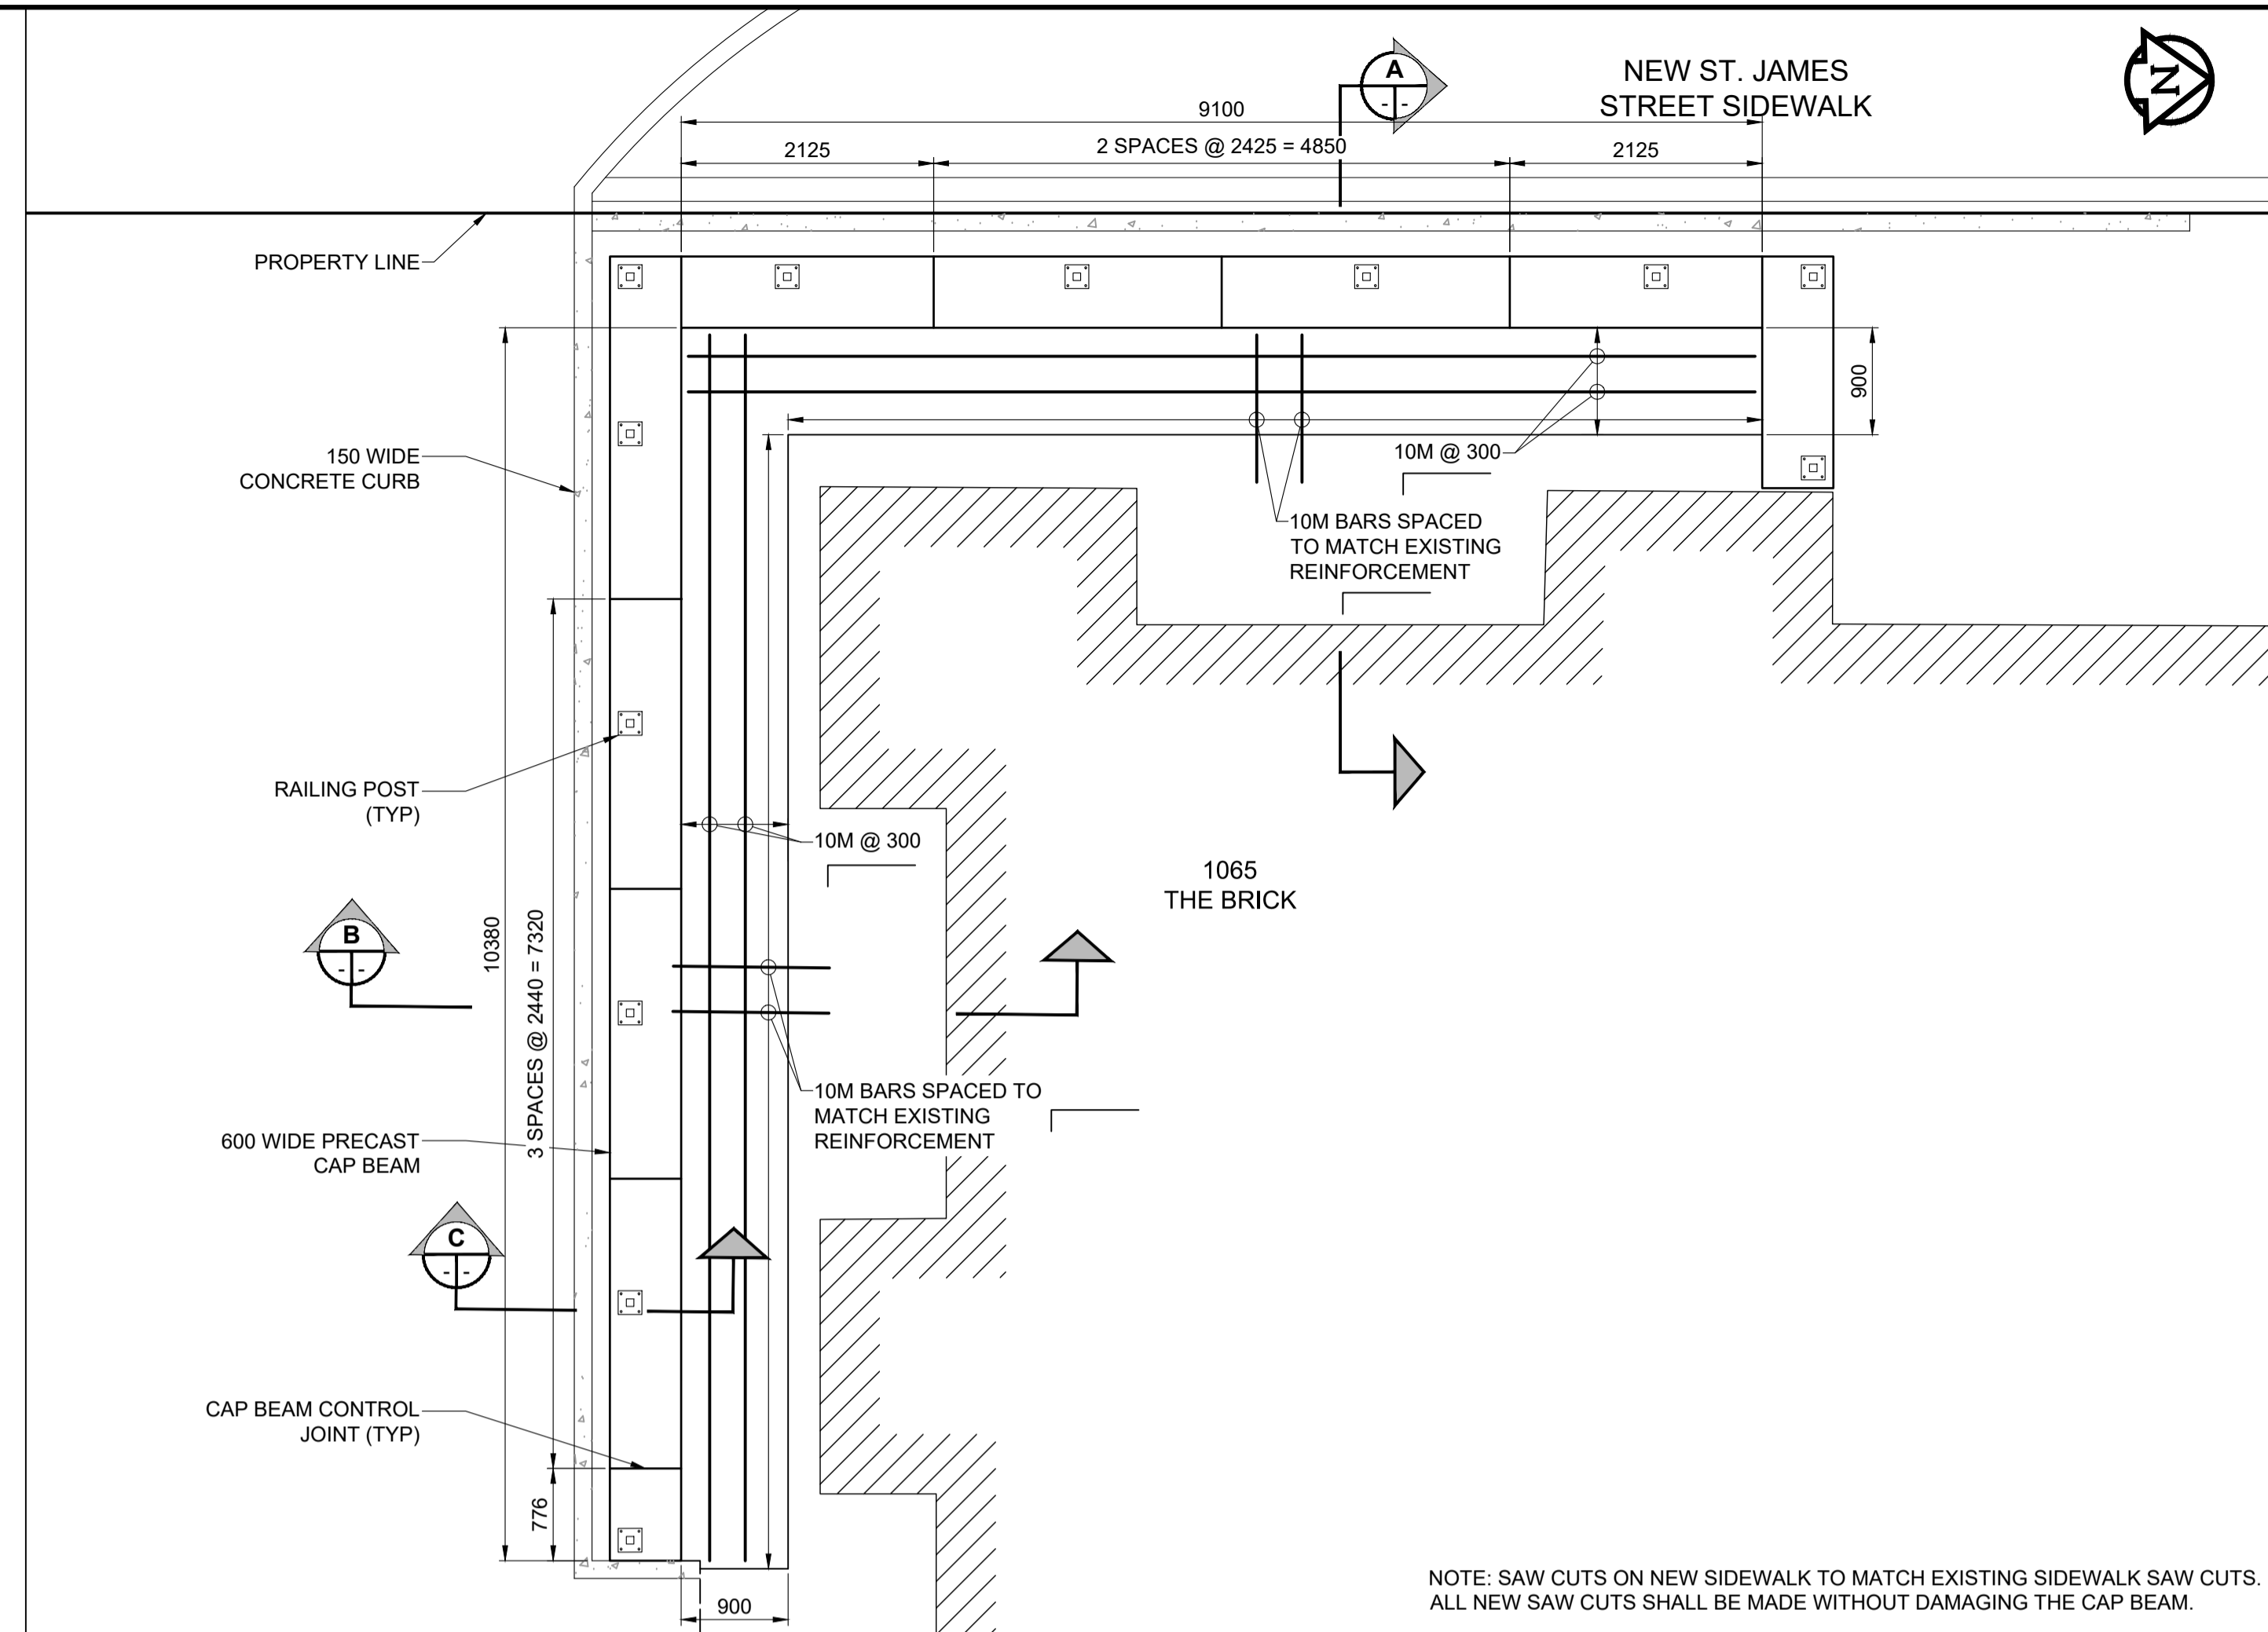 A
- -
NEW ST. JAMES
STREET SIDEWALK
N
9100
2125
2 SPACES @ 2425 = 4850
2125
PROPERTY LINE
900
150 WIDE
CONCRETE CURB
10M @ 300
10M BARS SPACED
TO MATCH EXISTING
REINFORCEMENT
RAILING POST
(TYP)
10M @ 300
1065
THE BRICK
B
- -
10380
3 SPACES @ 2440 = 7320
10M BARS SPACED TO
MATCH EXISTING
REINFORCEMENT
600 WIDE PRECAST
CAP BEAM
C
- -
CAP BEAM CONTROL
JOINT (TYP)
776
900
NOTE: SAW CUTS ON NEW SIDEWALK TO MATCH EXISTING SIDEWALK SAW CUTS.
ALL NEW SAW CUTS SHALL BE MADE WITHOUT DAMAGING THE CAP BEAM.